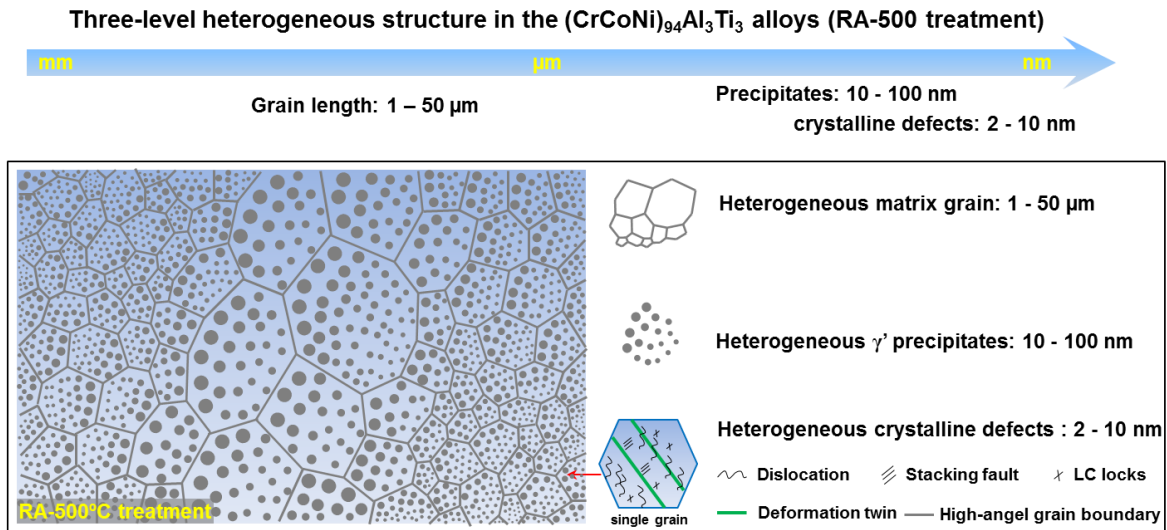 Three-level heterogeneous structure in the (CrCoNi)₉₄Al₃Ti₃ alloys (RA-500 treatment)
mm μm nm
Grain length: 1 – 50 μm
Precipitates: 10 - 100 nm
crystalline defects: 2 - 10 nm
Heterogeneous matrix grain: 1 - 50 μm
Heterogeneous γ’ precipitates: 10 - 100 nm
Heterogeneous crystalline defects : 2 - 10 nm
Dislocation Stacking fault LC locks
Deformation twin High-angel grain boundary
single grain
RA-500ºC treatment